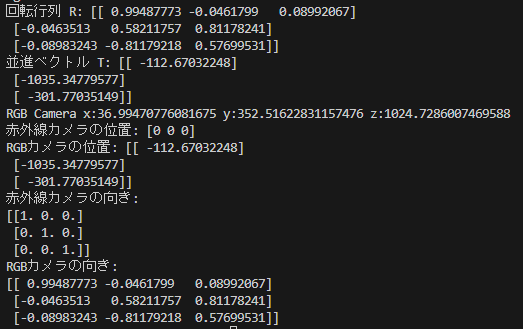 回転行列 R: [[ 0.99487773 -0.0461799   0.08992067]
 [-0.0463513   0.58211757  0.81178241]
 [-0.08983243 -0.81179218  0.57699531]]
並進ベクトル T: [[ -112.67032248]
 [-1035.34779577]
 [ -301.77035149]]
RGB Camera x:36.99470776081675 y:352.51622831157476 z:1024.7286007469588
赤外線カメラの位置: [0 0 0]
RGBカメラの位置: [[ -112.67032248]
 [-1035.34779577]
 [ -301.77035149]]
赤外線カメラの向き:
[[1. 0. 0.]
 [0. 1. 0.]
 [0. 0. 1.]]
RGBカメラの向き:
[[ 0.99487773 -0.0461799   0.08992067]
 [-0.0463513   0.58211757  0.81178241]
 [-0.08983243 -0.81179218  0.57699531]]